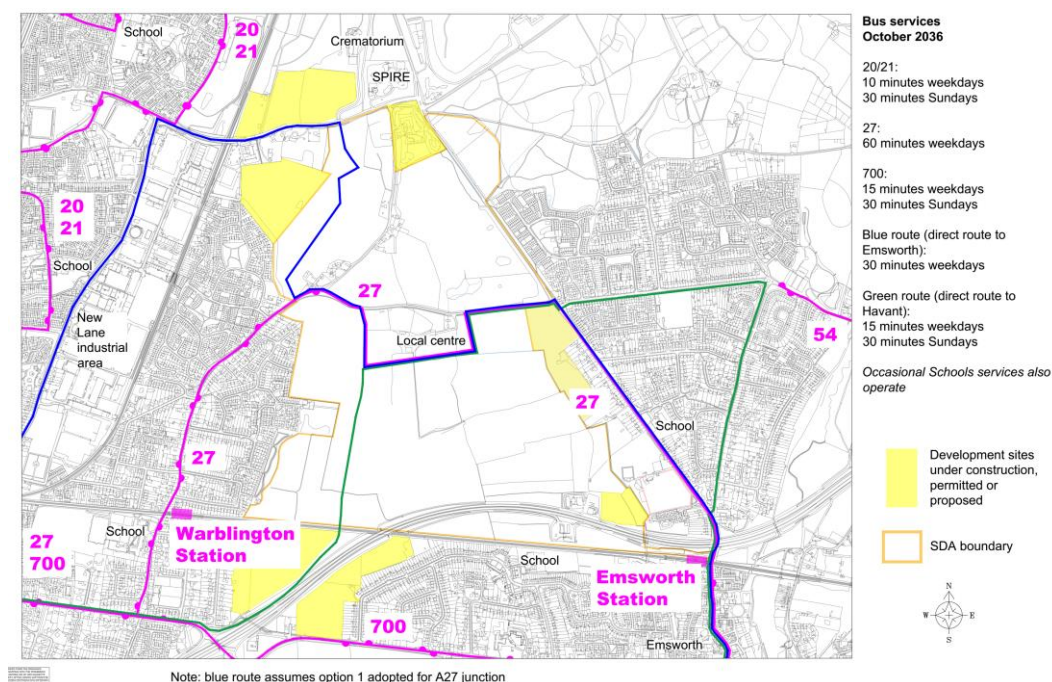 20
21
School
Crematorium
SPIRE
20
21
School
New
Lane
industrial
area
27
Local centre
54
27
27
School
School
Warblington
Station
27
700
School
Emsworth
Station
700
Emsworth
Note: blue route assumes option 1 adopted for A27 junction
Bus services
October 2036
20/21:
10 minutes weekdays
30 minutes Sundays
27:
60 minutes weekdays
700:
15 minutes weekdays
30 minutes Sundays
Blue route (direct route to
Emsworth):
30 minutes weekdays
Green route (direct route to
Havant):
15 minutes weekdays
30 minutes Sundays
Occasional Schools services also
operate
Development sites
under construction,
permitted or
proposed
SDA boundary
N
W
E
S